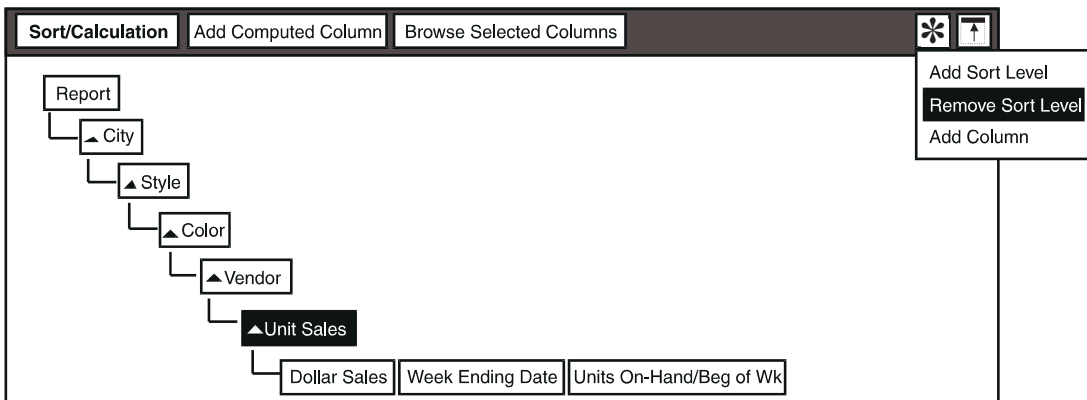 Sort/Calculation Add Computed Column Browse Selected Columns
Add Sort Level
Remove Sort Level
Add Column
Report
City
Style
Color
Vendor
Unit Sales
Dollar Sales Week Ending Date Units On-Hand/Beg of Wk